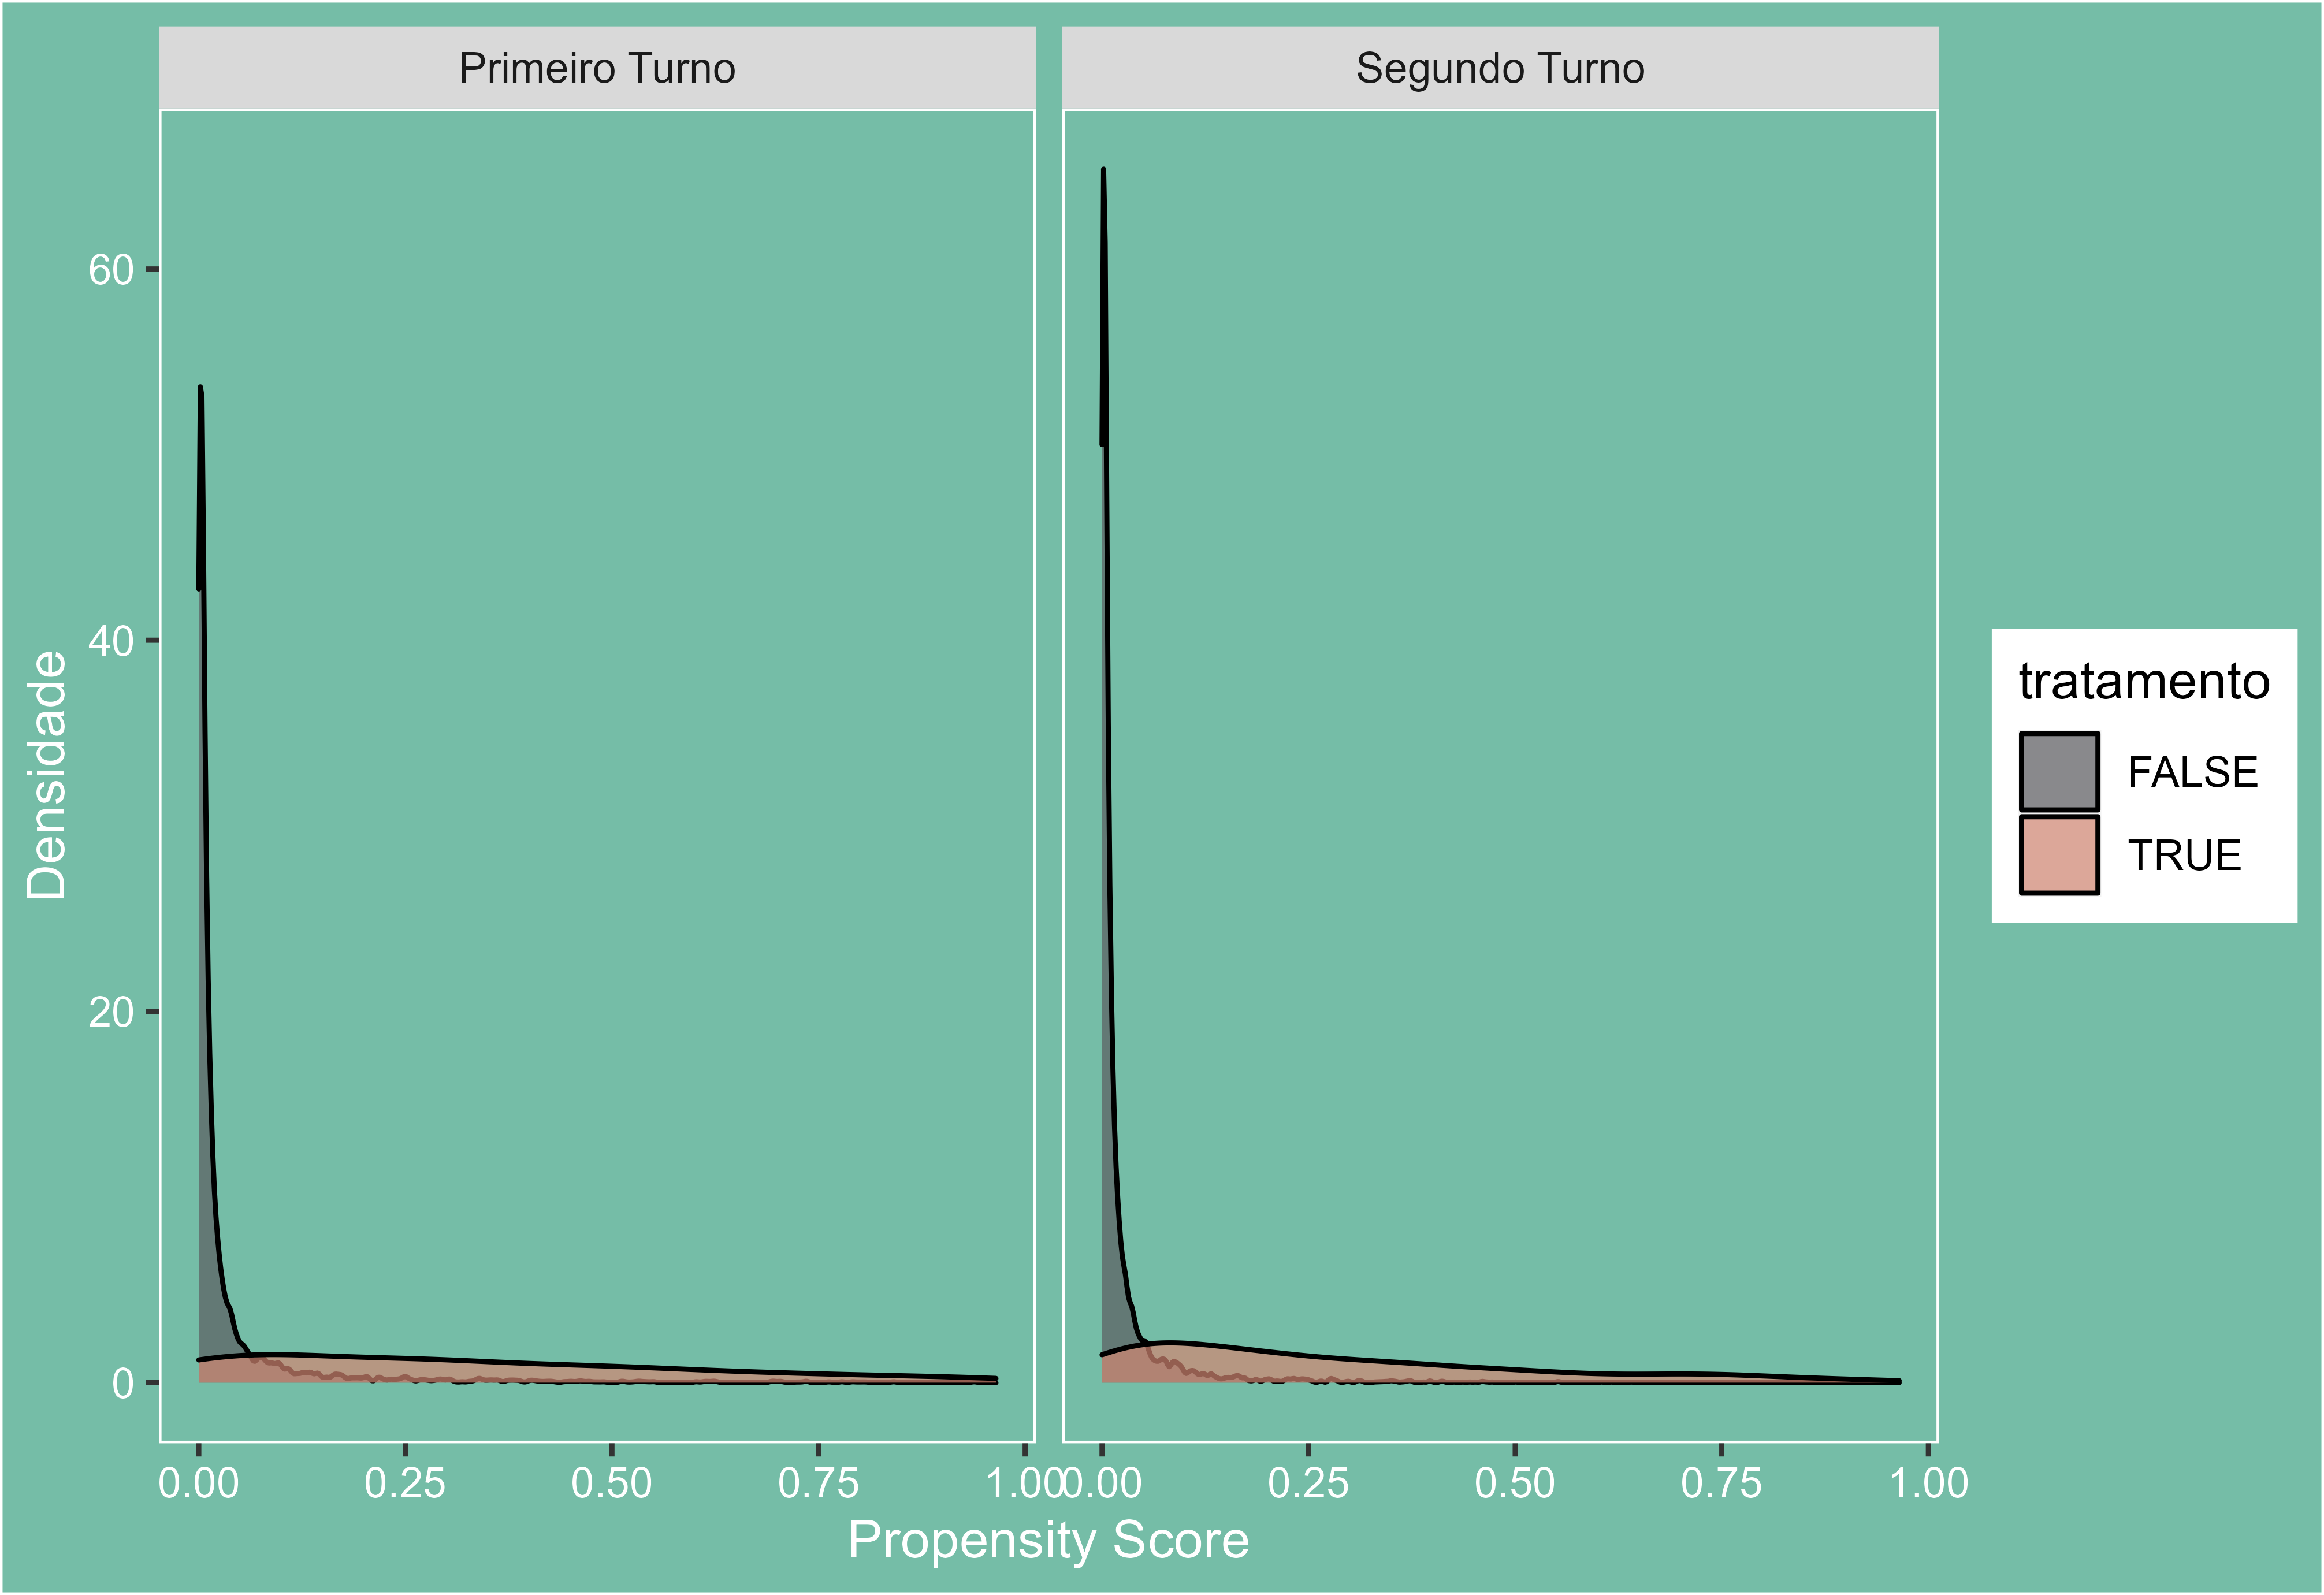 Primeiro Turno
Segundo Turno
60
40
20
0
Densidade
0.00 0.25 0.50 0.75 1.00
0.00 0.25 0.50 0.75 1.00
Propensity Score
tratamento
FALSE
TRUE